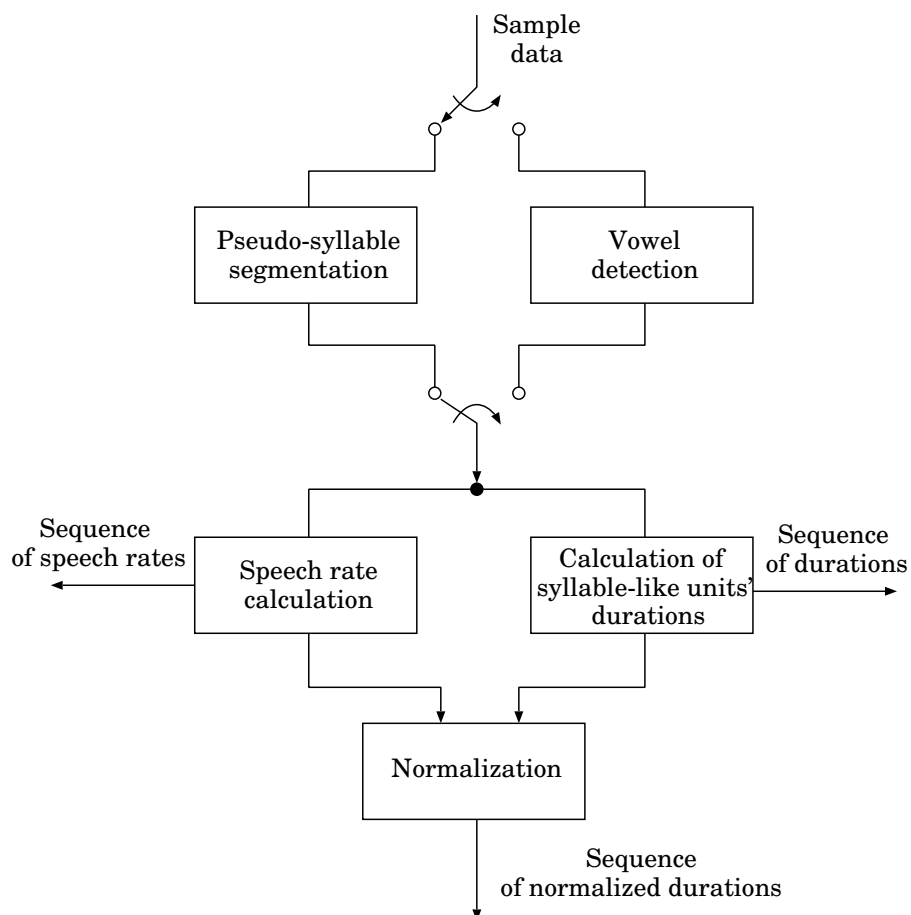 Sample
data
Pseudo-syllable
segmentation
Vowel
detection
Sequence
of speech rates
Speech rate
calculation
Calculation of
syllable-like units'
durations
Sequence
of durations
Normalization
Sequence
of normalized durations